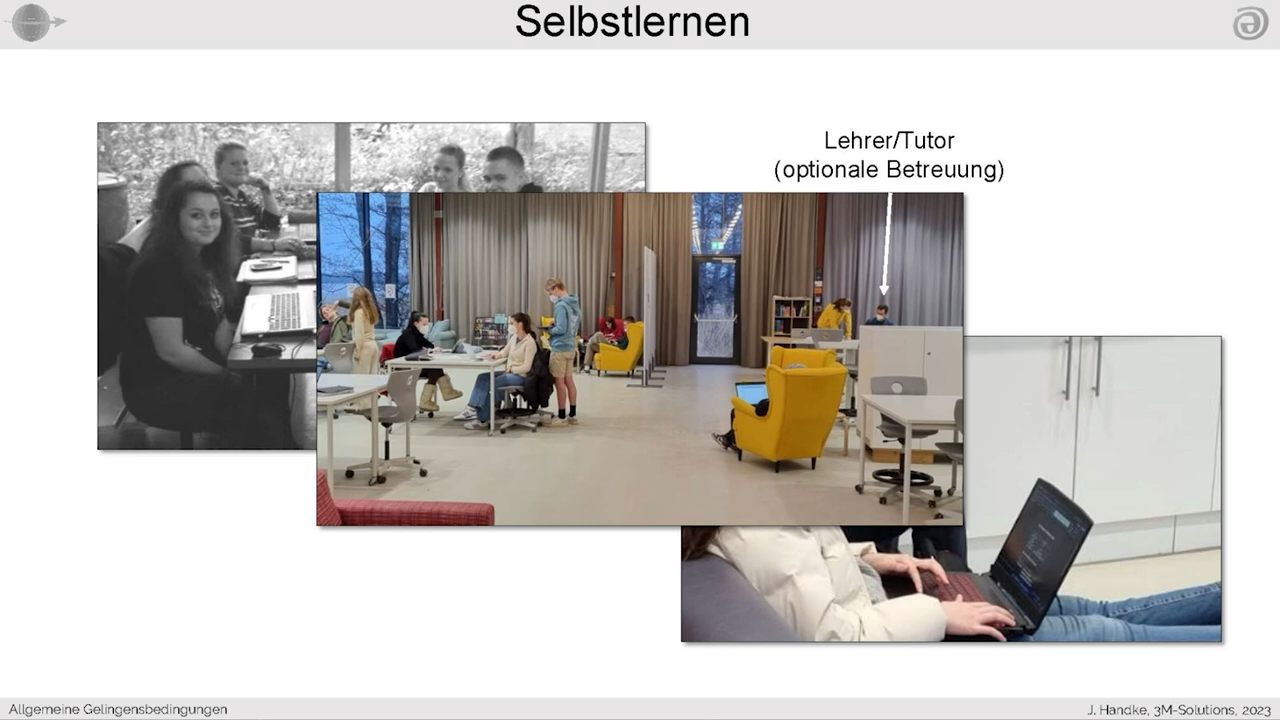 Selbstlernen
Lehrer/Tutor
(optionale Betreuung)
Allgemeine Gelingensbedingungen
J. Handke, 3M-Solutions, 2023